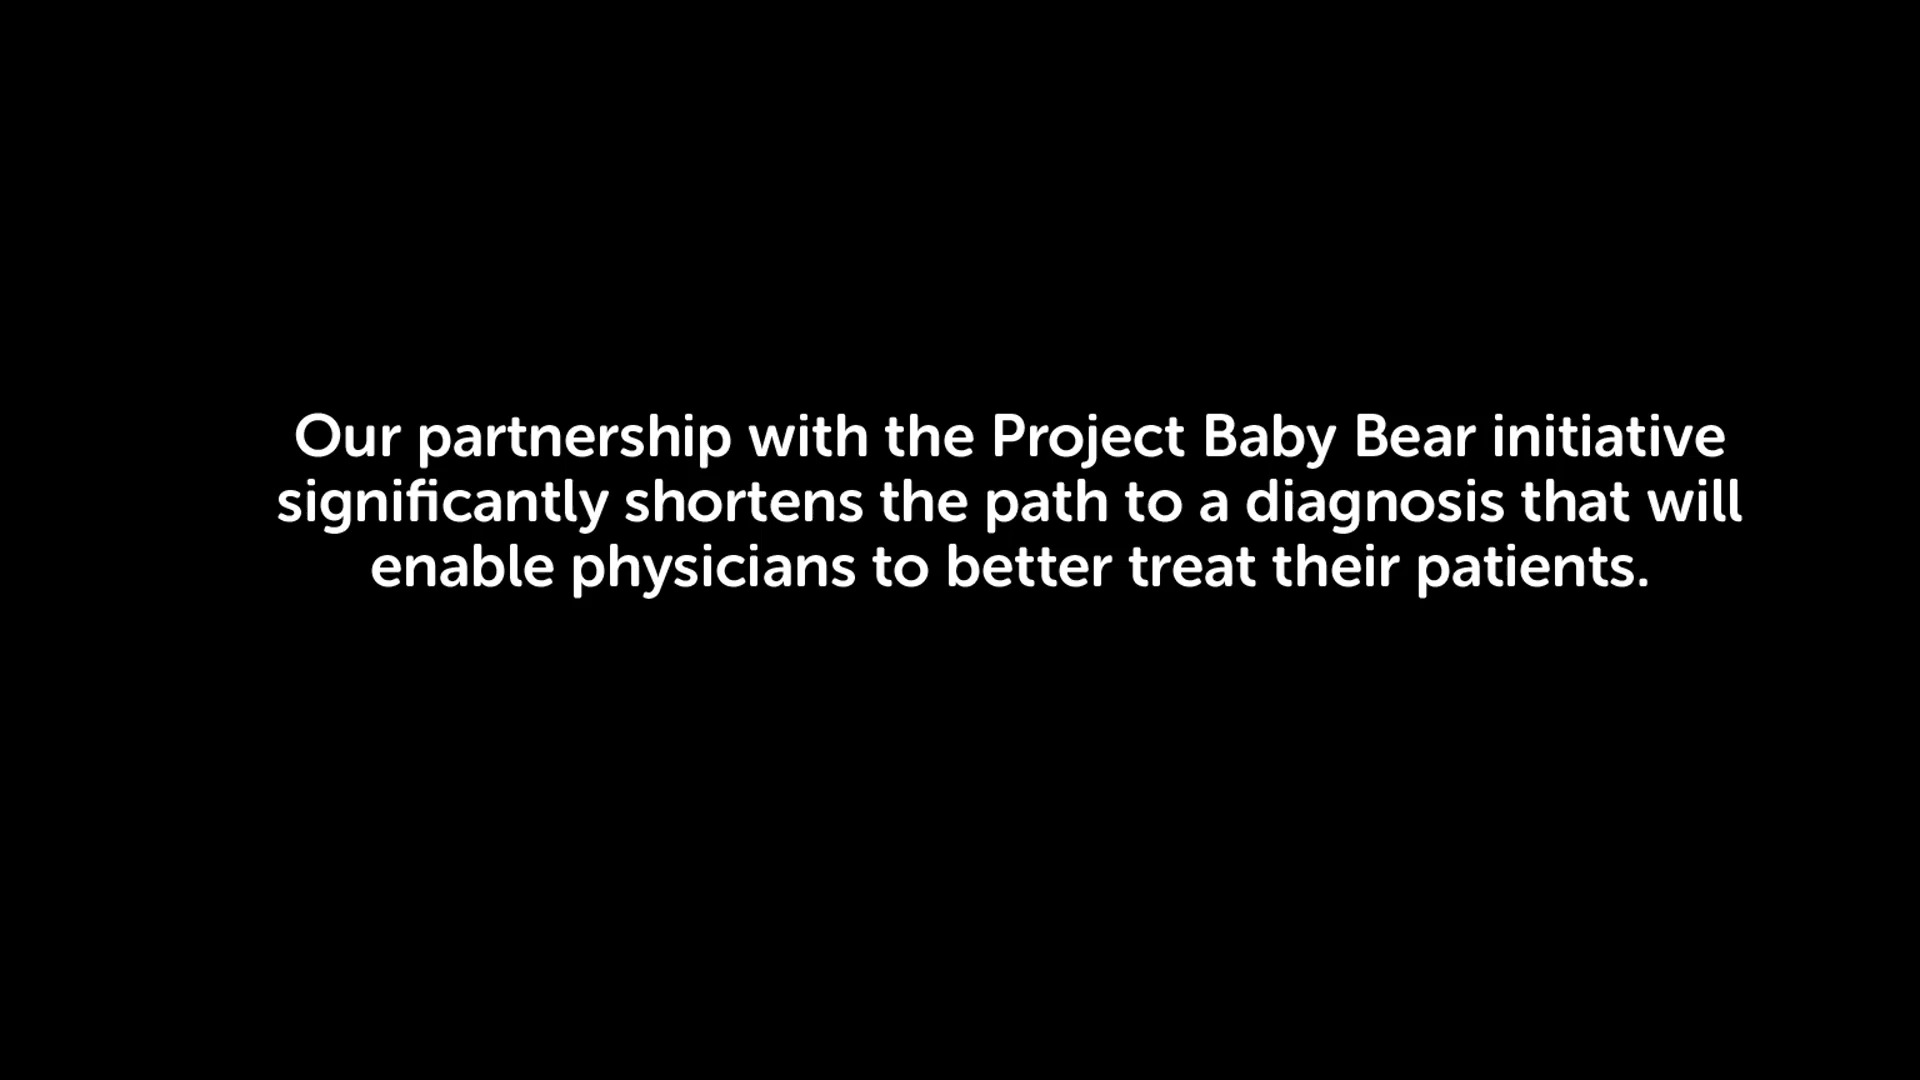 Our partnership with the Project Baby Bear initiative
significantly shortens the path to a diagnosis that will
enable physicians to better treat their patients.